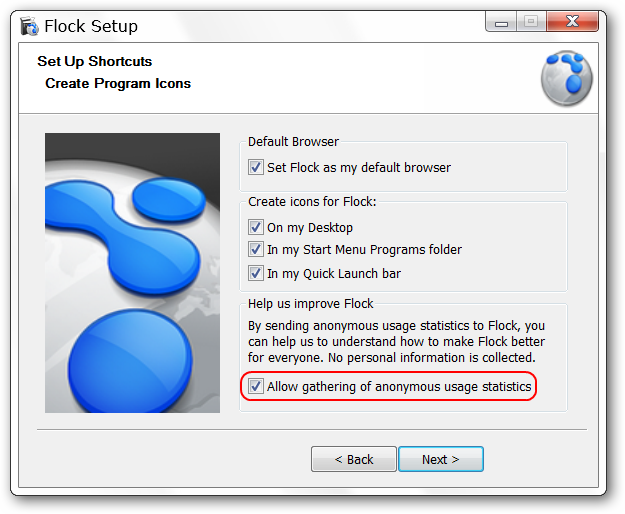 Flock Setup
Set Up Shortcuts
Create Program Icons
Default Browser
Set Flock as my default browser
Create icons for Flock:
On my Desktop
In my Start Menu Programs folder
In my Quick Launch bar
Help us improve Flock
By sending anonymous usage statistics to Flock, you
can help us to understand how to make Flock better
for everyone. No personal information is collected.
Allow gathering of anonymous usage statistics
< Back
Next >